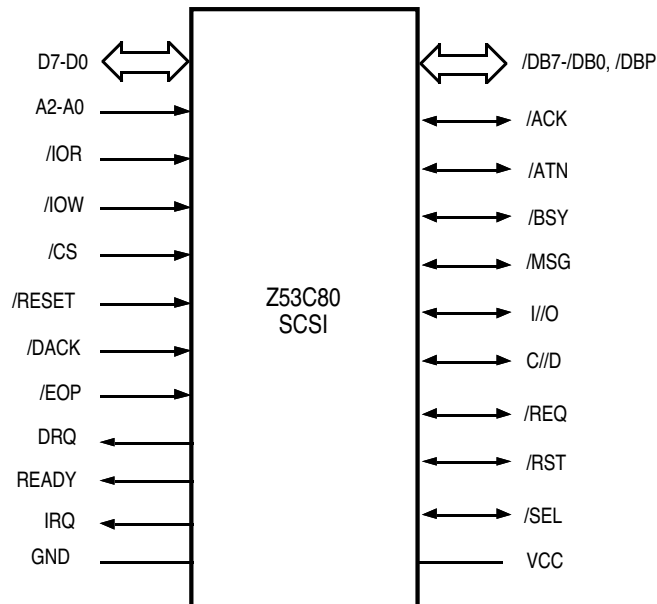 D7-D0
A2-A0
/IOR
/IOW
/CS
/RESET
/DACK
/EOP
DRQ
READY
IRQ
GND
Z53C80
SCSI
/DB7-/DB0, /DBP
/ACK
/ATN
/BSY
/MSG
I//O
C//D
/REQ
/RST
/SEL
VCC